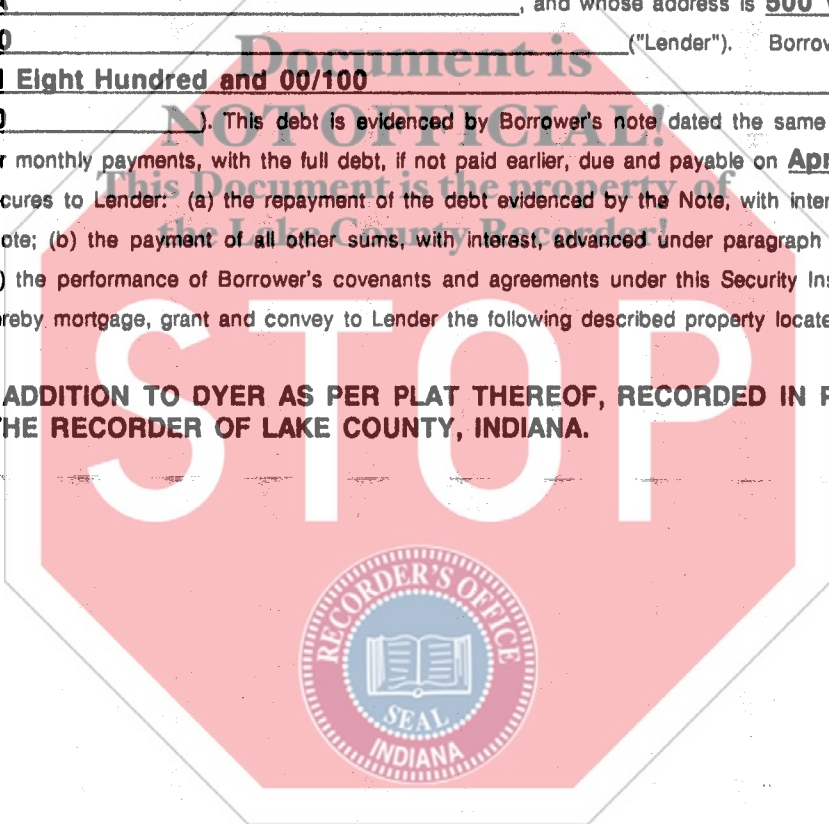 , and whose address is 500
0 ("Lender"). Borrow
Document is
Eight Hundred and 00/100
NOT OFFICIAL!
0 ). This debt is evidenced by Borrower's note dated the same
r monthly payments, with the full debt, if not paid earlier, due and payable on Apr
This Document is the property of
cures to Lender: (a) the repayment of the debt evidenced by the Note, with inter
the Lake County Recorder!
ote; (b) the payment of all other sums, with interest, advanced under paragraph
) the performance of Borrower's covenants and agreements under this Security Ins
reby mortgage, grant and convey to Lender the following described property locate
ADDITION TO DYER AS PER PLAT THEREOF, RECORDED IN P
HE RECORDER OF LAKE COUNTY, INDIANA.
STOP
RECORDER'S OFFICE
SEAL
INDIANA